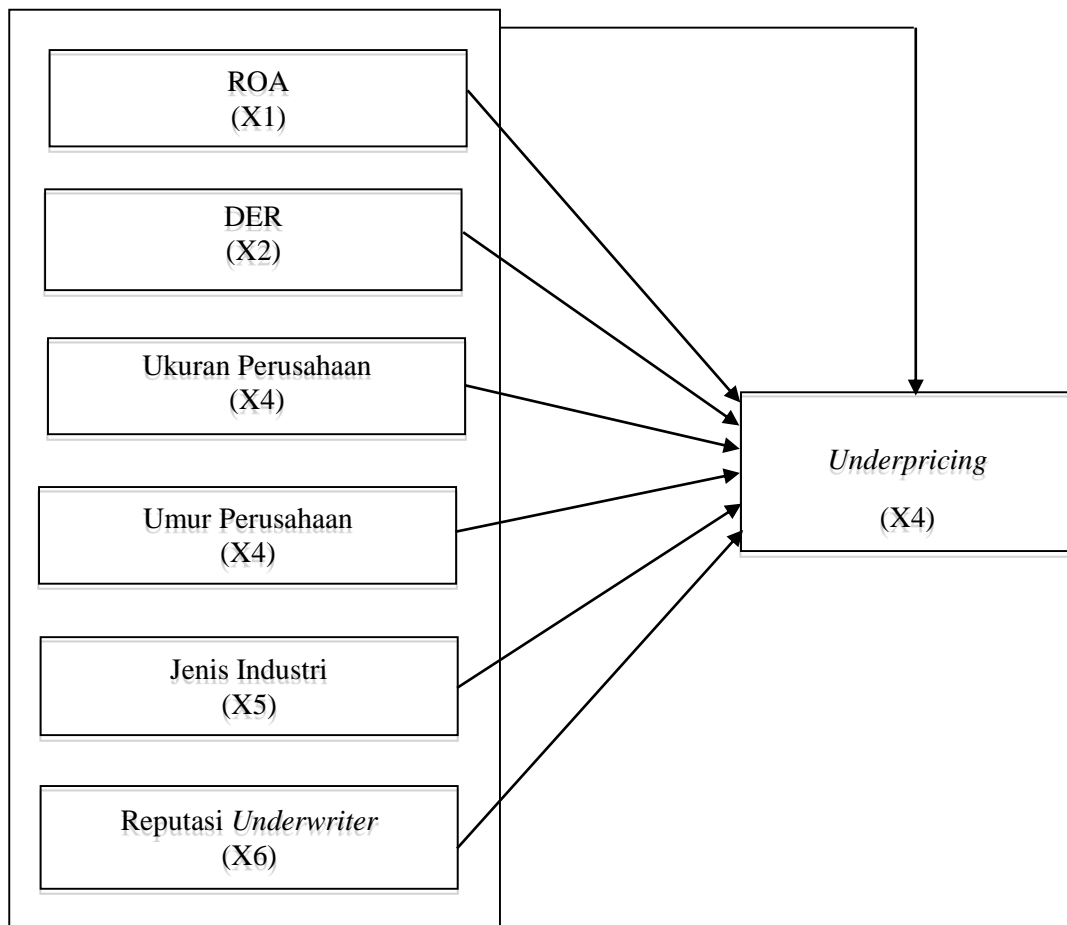 ROA
(X1)
DER
(X2)
Ukuran Perusahaan
(X4)
Umur Perusahaan
(X4)
Jenis Industri
(X5)
Reputasi Underwriter
(X6)
Underpricing
(X4)